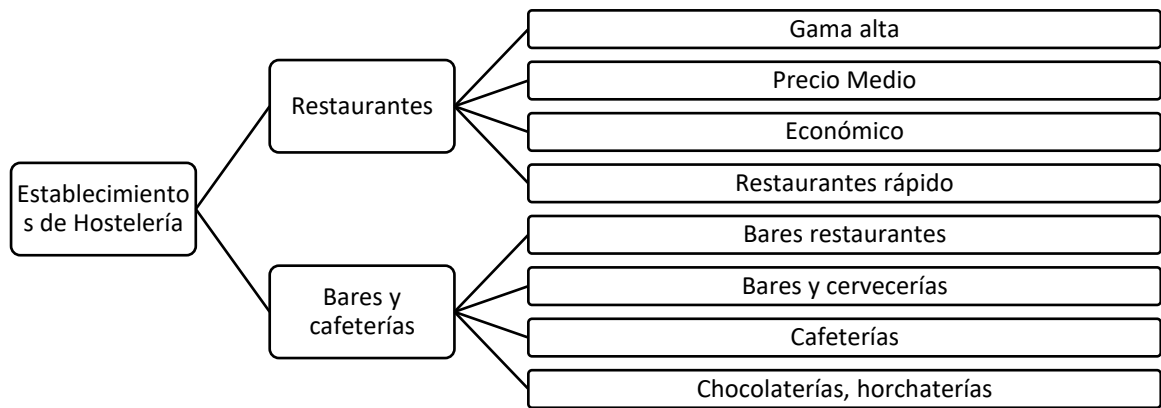 Establecimiento
s de Hostelería
Restaurantes
Gama alta
Precio Medio
Económico
Restaurantes rápido
Bares y
cafeterías
Bares restaurantes
Bares y cervecerías
Cafeterías
Chocolaterías, horchaterías